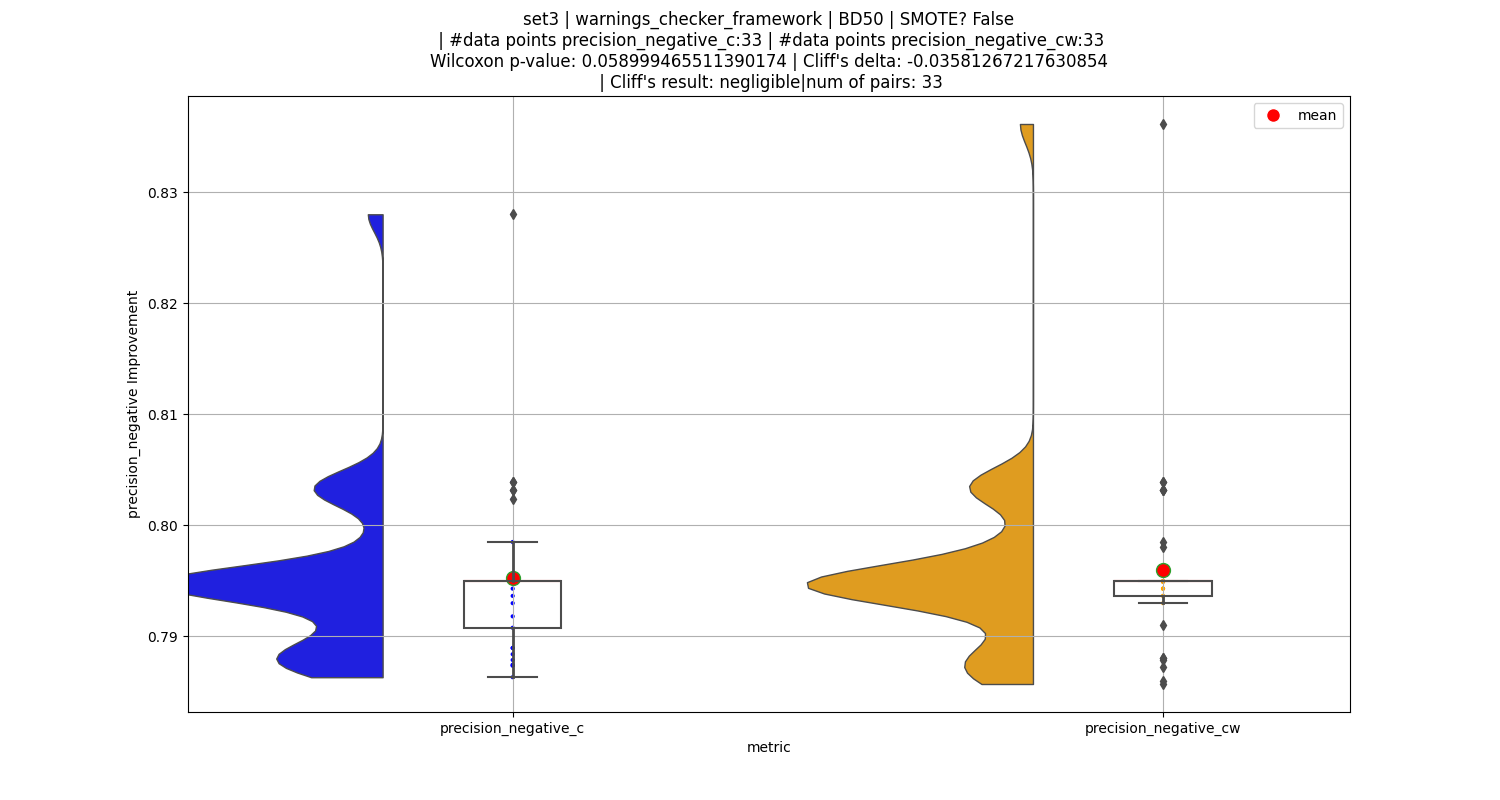 set3 | warnings_checker_framework | BD50 | SMOTE? False
| #data points precision_negative_c:33 | #data points precision_negative_cw:33
Wilcoxon p-value: 0.058999465511390174 | Cliff's delta: -0.03581267217630854
| Cliff's result: negligible|num of pairs: 33
mean
precision_negative Improvement
0.83
0.82
0.81
0.80
0.79
precision_negative_c
precision_negative_cw
metric